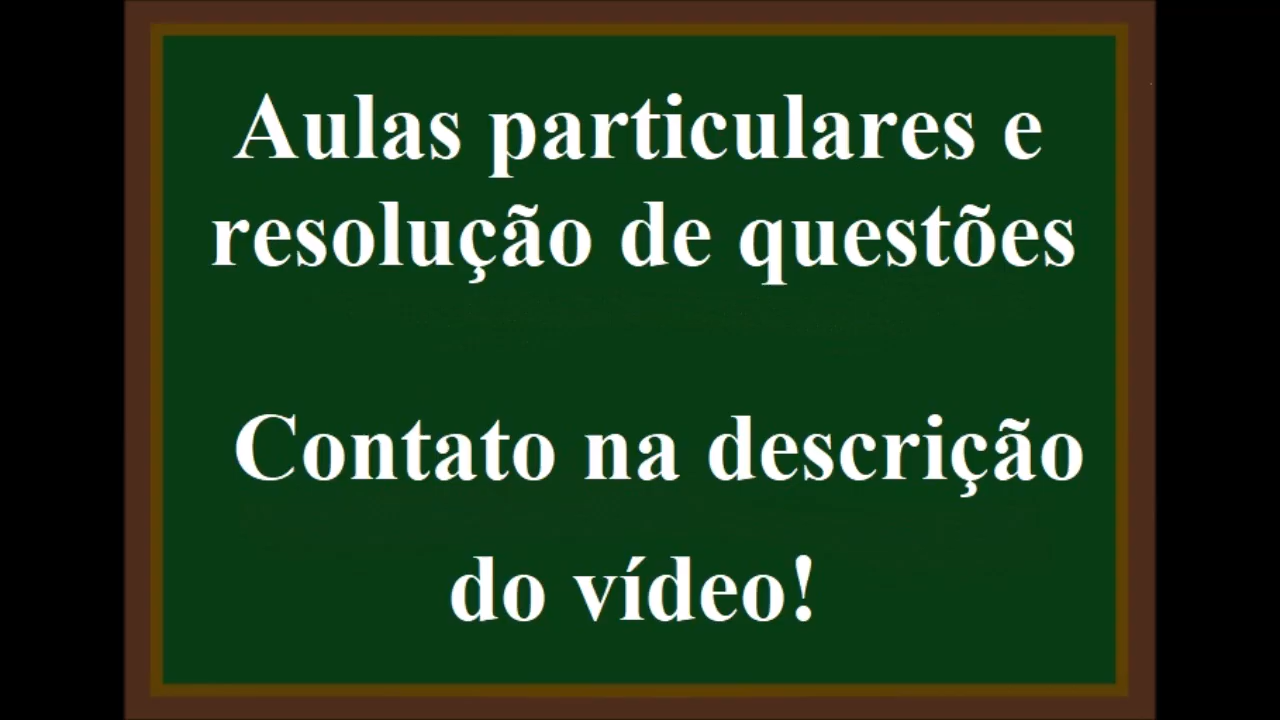 Aulas particulares e
resolução de questões
Contato na descrição
do vídeo!